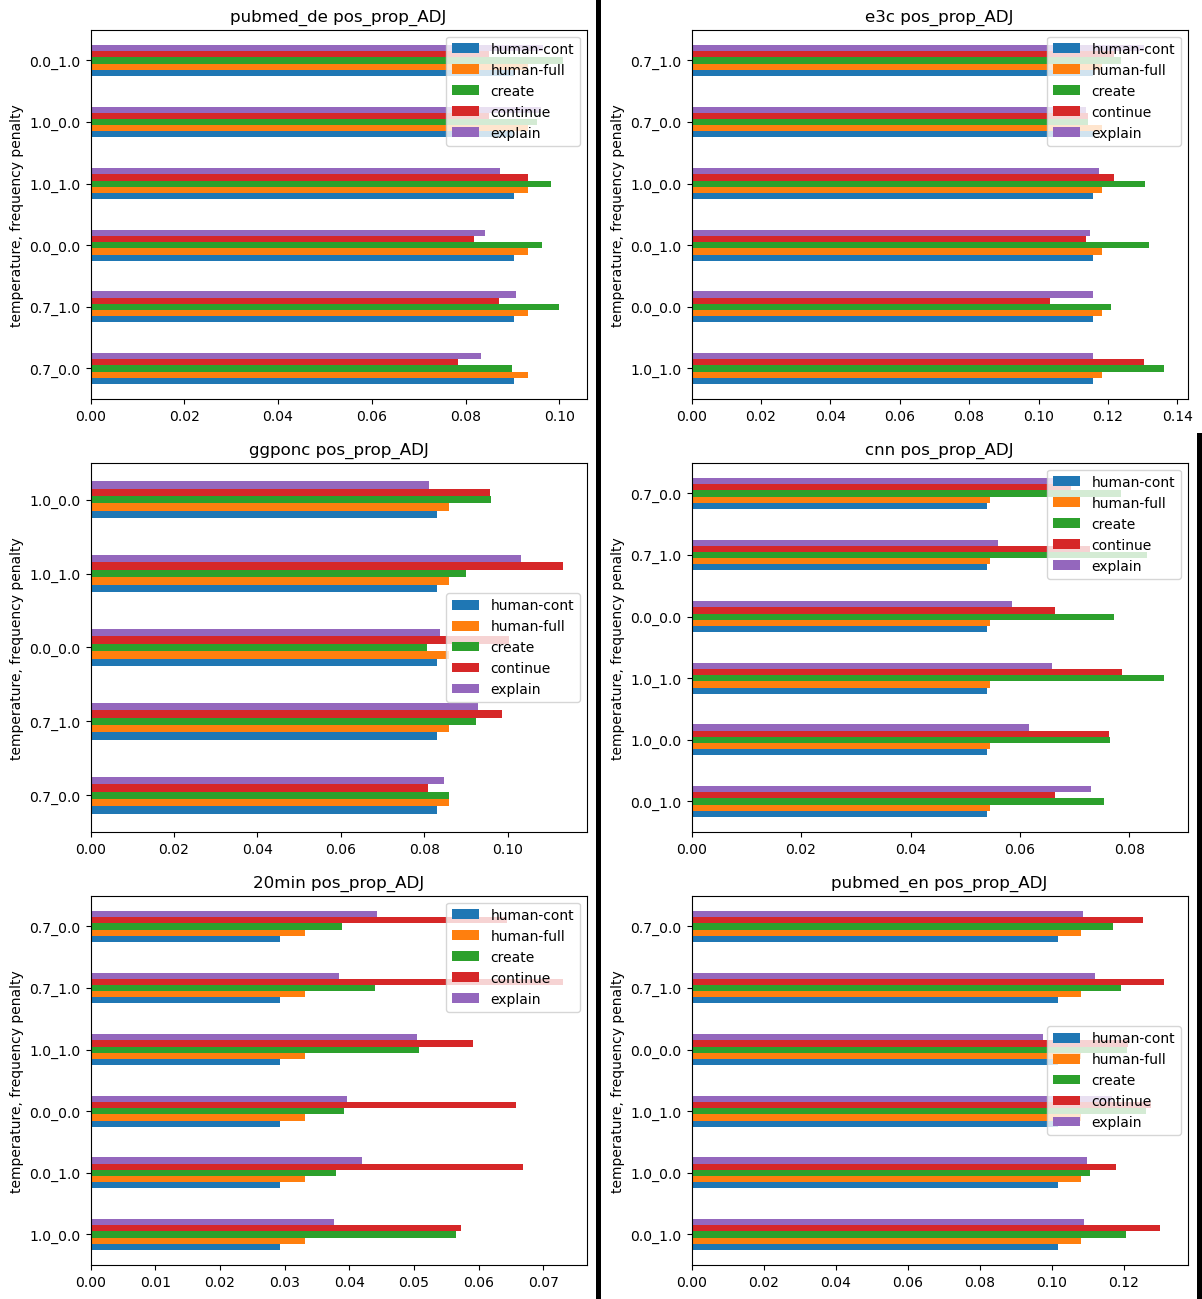 pubmed_de pos_prop_ADJ
temperature, frequency penalty
0.0_1.0
1.0_0.0
1.0_1.0
0.0_0.0
0.7_1.0
0.7_0.0
0.00 0.02 0.04 0.06 0.08 0.10
human-cont
human-full
create
continue
explain
e3c pos_prop_ADJ
temperature, frequency penalty
0.7_1.0
0.7_0.0
1.0_0.0
0.0_1.0
0.0_0.0
1.0_1.0
0.00 0.02 0.04 0.06 0.08 0.10 0.12 0.14
human-cont
human-full
create
continue
explain
ggponc pos_prop_ADJ
temperature, frequency penalty
1.0_0.0
1.0_1.0
0.0_0.0
0.7_1.0
0.7_0.0
0.00 0.02 0.04 0.06 0.08 0.10
human-cont
human-full
create
continue
explain
cnn pos_prop_ADJ
temperature, frequency penalty
0.7_0.0
0.7_1.0
0.0_0.0
1.0_1.0
1.0_0.0
0.0_1.0
0.00 0.02 0.04 0.06 0.08
human-cont
human-full
create
continue
explain
20min pos_prop_ADJ
temperature, frequency penalty
0.7_0.0
0.7_1.0
1.0_1.0
0.0_0.0
0.0_1.0
1.0_0.0
0.00 0.01 0.02 0.03 0.04 0.05 0.06 0.07
human-cont
human-full
create
continue
explain
pubmed_en pos_prop_ADJ
temperature, frequency penalty
0.7_0.0
0.7_1.0
0.0_0.0
1.0_1.0
1.0_0.0
0.0_1.0
0.00 0.02 0.04 0.06 0.08 0.10 0.12
human-cont
human-full
create
continue
explain